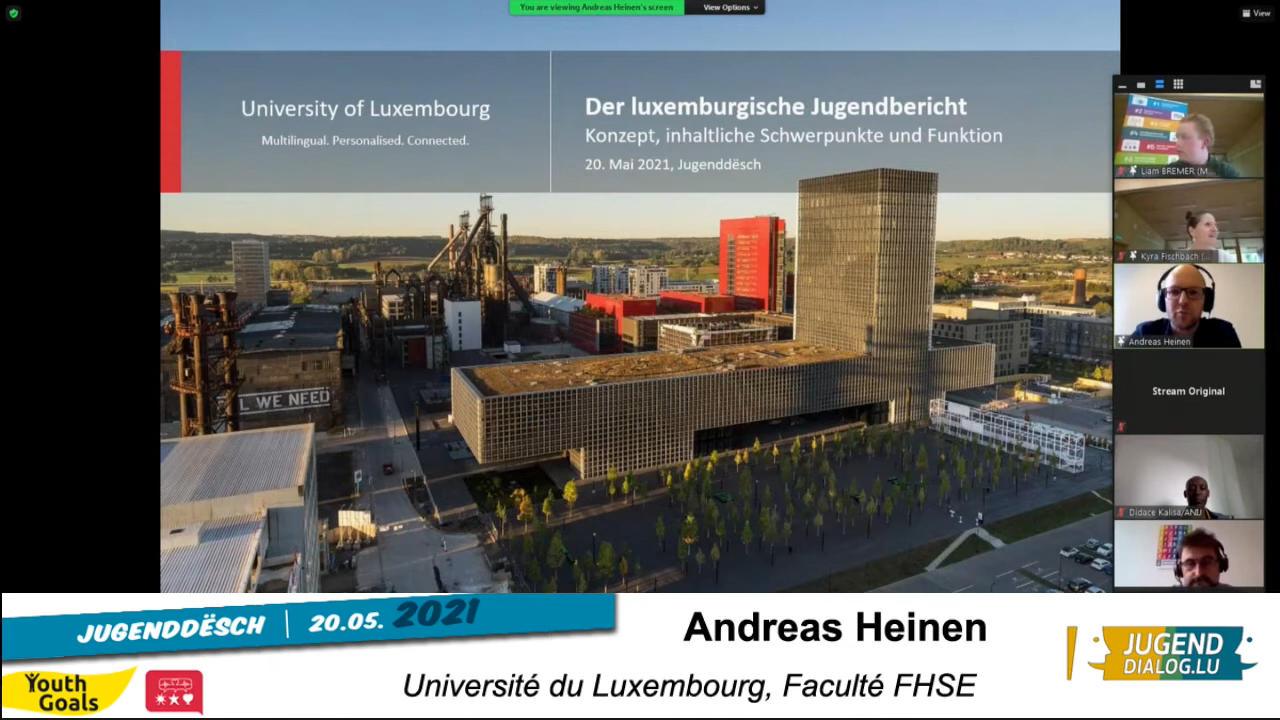 You are viewing Andreas Heinen's screen
View Options
View
University of Luxembourg
Multilingual. Personalised. Connected.
Der luxemburgische Jugendbericht
Konzept, inhaltliche Schwerpunkte und Funktion
20. Mai 2021, Jugenddësch
L WE NEED
Liam BREMER (M...
Kyra Fischbach (...
Andreas Heinen
Stream Original
Didace Kalisa/ANIJ
JUGENDDËSCH | 20.05. 2021
Andreas Heinen
Université du Luxembourg, Faculté FHSE
Youth
Goals
JUGEND
DIALOG.LU